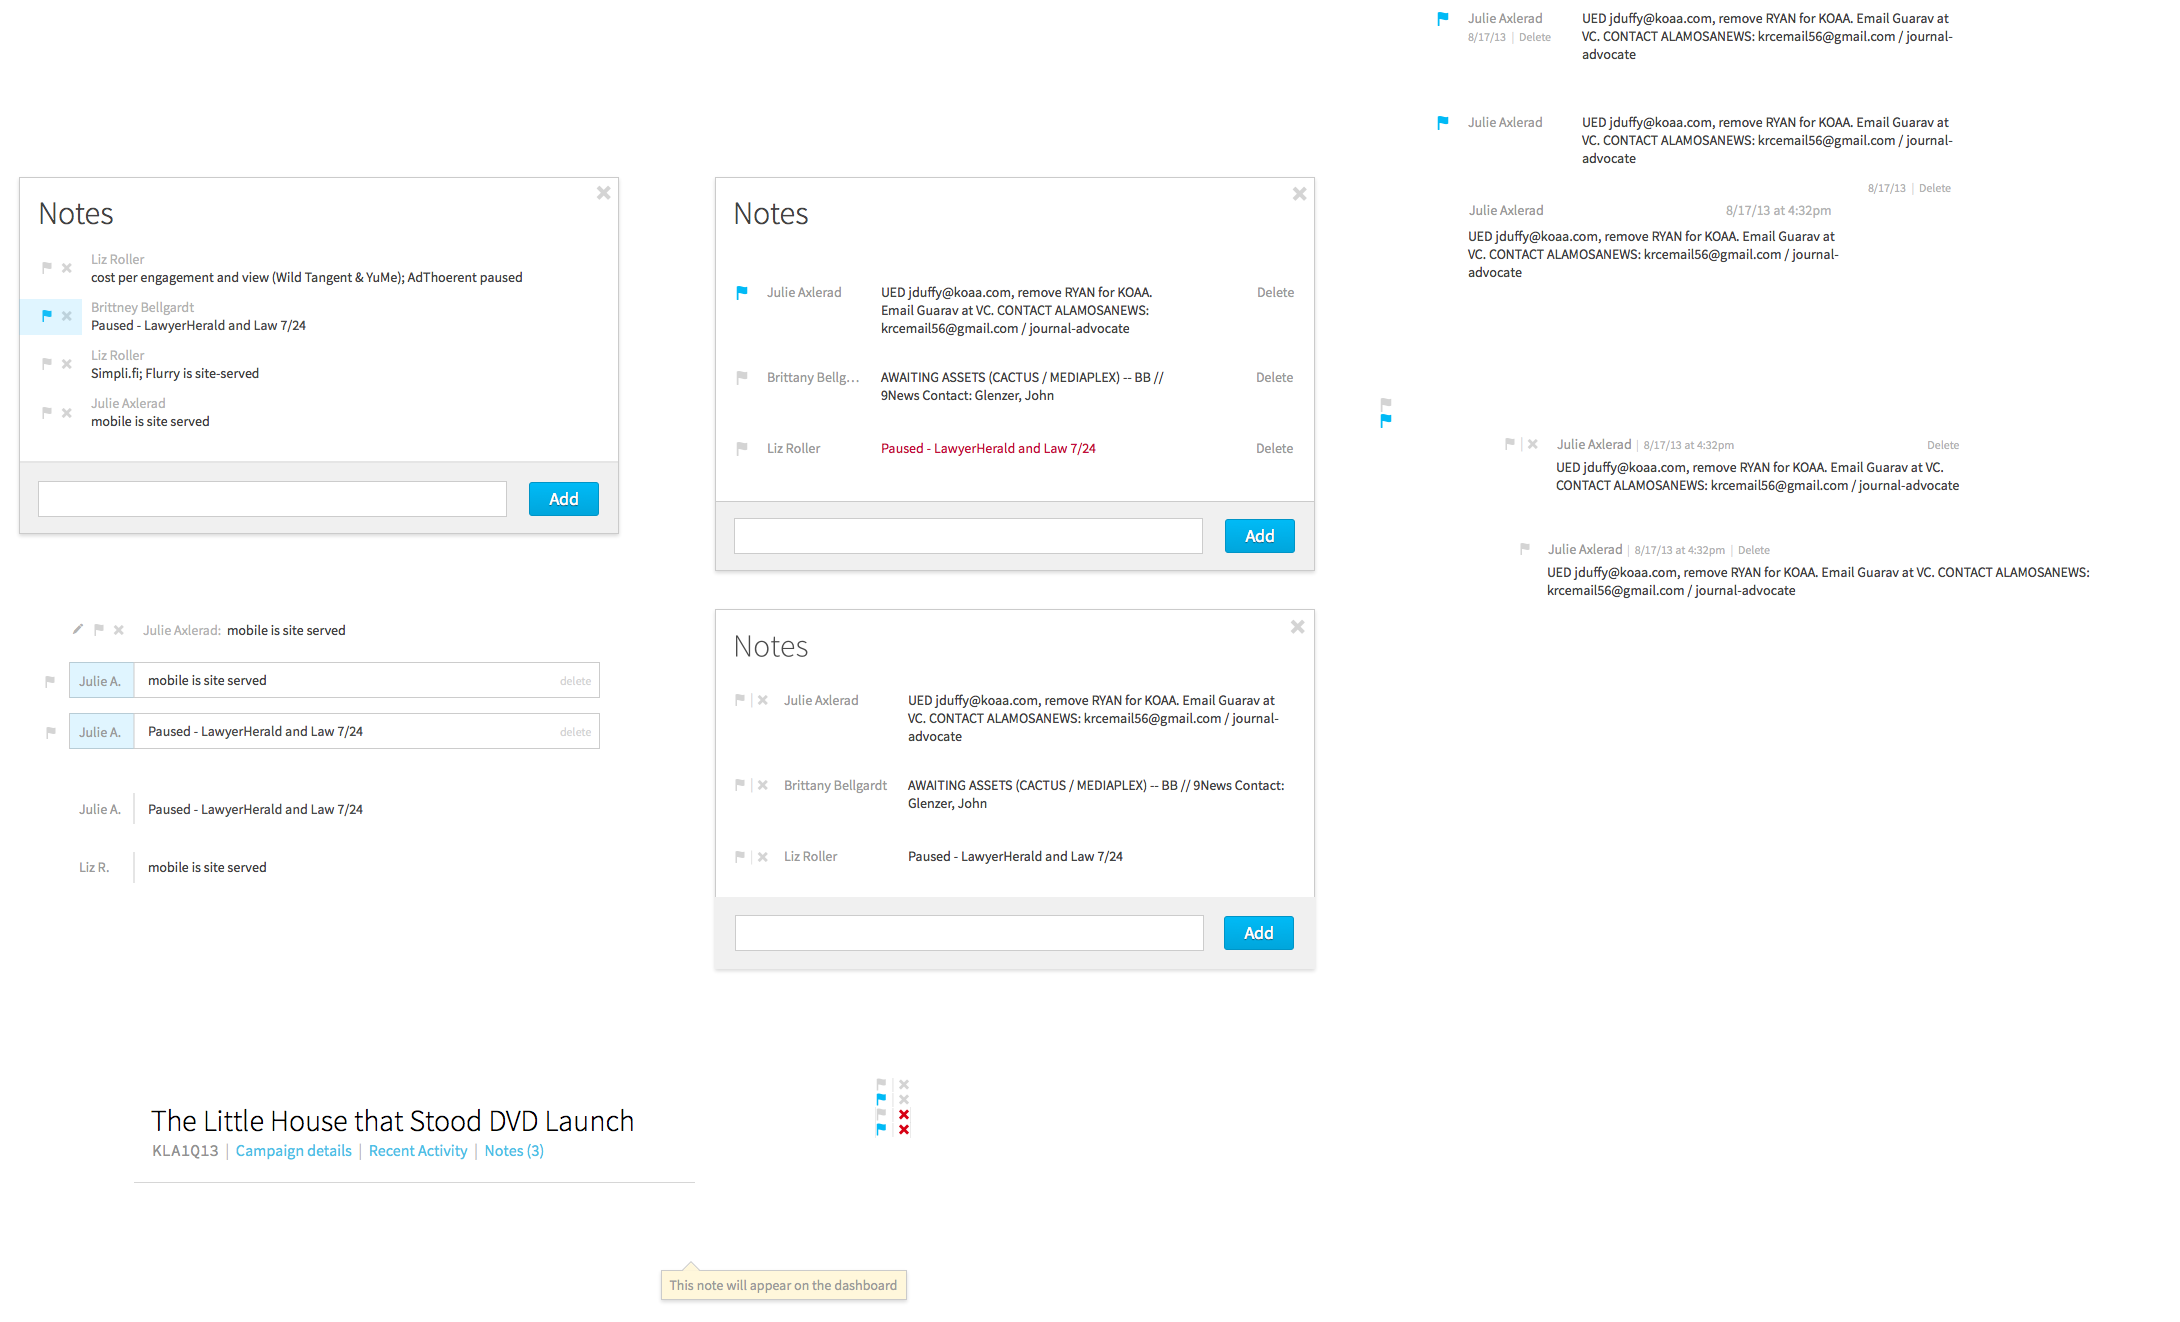 Notes
Liz Roller
cost per engagement and view (Wild Tangent & YuMe); AdThoerent paused
Brittney Bellgardt
Paused - LawyerHerald and Law 7/24
Liz Roller
Simpli.fi; Flurry is site-served
Julie Axlerad
mobile is site served
Add
Julie Axlerad: mobile is site served
Julie A. mobile is site served delete
Julie A. Paused - LawyerHerald and Law 7/24 delete
Julie A. Paused - LawyerHerald and Law 7/24
Liz R. mobile is site served
Notes
Julie Axlerad UED jduffy@koaa.com, remove RYAN for KOAA. Delete
Email Guarav at VC. CONTACT ALAMOSANEWS:
krcemail56@gmail.com / journal-advocate
Brittany Bellg... AWAITING ASSETS (CACTUS / MEDIAPLEX) -- BB // Delete
9News Contact: Glenzer, John
Liz Roller Paused - LawyerHerald and Law 7/24 Delete
Add
Notes
Julie Axlerad UED jduffy@koaa.com, remove RYAN for KOAA. Email Guarav at
VC. CONTACT ALAMOSANEWS: krcemail56@gmail.com / journal-
advocate
Brittany Bellgardt AWAITING ASSETS (CACTUS / MEDIAPLEX) -- BB // 9News Contact:
Glenzer, John
Liz Roller Paused - LawyerHerald and Law 7/24
Add
Julie Axlerad UED jduffy@koaa.com, remove RYAN for KOAA. Email Guarav at
8/17/13 | Delete VC. CONTACT ALAMOSANEWS: krcemail56@gmail.com / journal-
advocate
Julie Axlerad UED jduffy@koaa.com, remove RYAN for KOAA. Email Guarav at
VC. CONTACT ALAMOSANEWS: krcemail56@gmail.com / journal-
advocate
8/17/13 | Delete
Julie Axlerad 8/17/13 at 4:32pm
UED jduffy@koaa.com, remove RYAN for KOAA. Email Guarav at
VC. CONTACT ALAMOSANEWS: krcemail56@gmail.com / journal-
advocate
Julie Axlerad | 8/17/13 at 4:32pm Delete
UED jduffy@koaa.com, remove RYAN for KOAA. Email Guarav at VC.
CONTACT ALAMOSANEWS: krcemail56@gmail.com / journal-advocate
Julie Axlerad | 8/17/13 at 4:32pm | Delete
UED jduffy@koaa.com, remove RYAN for KOAA. Email Guarav at VC. CONTACT ALAMOSANEWS:
krcemail56@gmail.com / journal-advocate
The Little House that Stood DVD Launch
KLA1Q13 | Campaign details | Recent Activity | Notes (3)
This note will appear on the dashboard